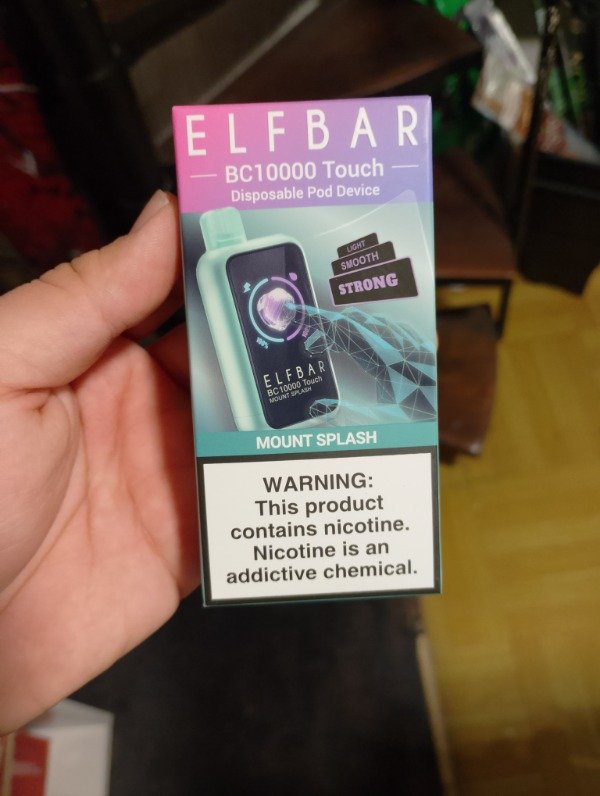 ELFBAR
BC10000 Touch
Disposable Pod Device
LIGHT
SMOOTH
STRONG
100%
ELFBAR
BC10000 Touch
MOUNT SPLASH
MOUNT SPLASH
WARNING:
This product
contains nicotine.
Nicotine is an
addictive chemical.